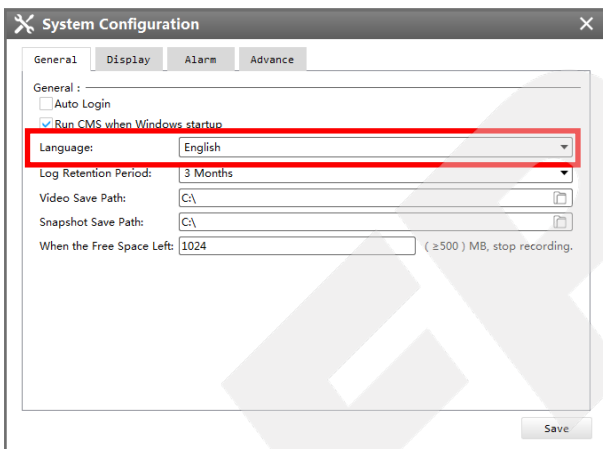 System Configuration
General Display Alarm Advance
General :
Auto Login
Run CMS when Windows startup
Language: English
Log Retention Period: 3 Months
Video Save Path: C:\
Snapshot Save Path: C:\
When the Free Space Left: 1024 ( ≥500 ) MB, stop recording.
Save